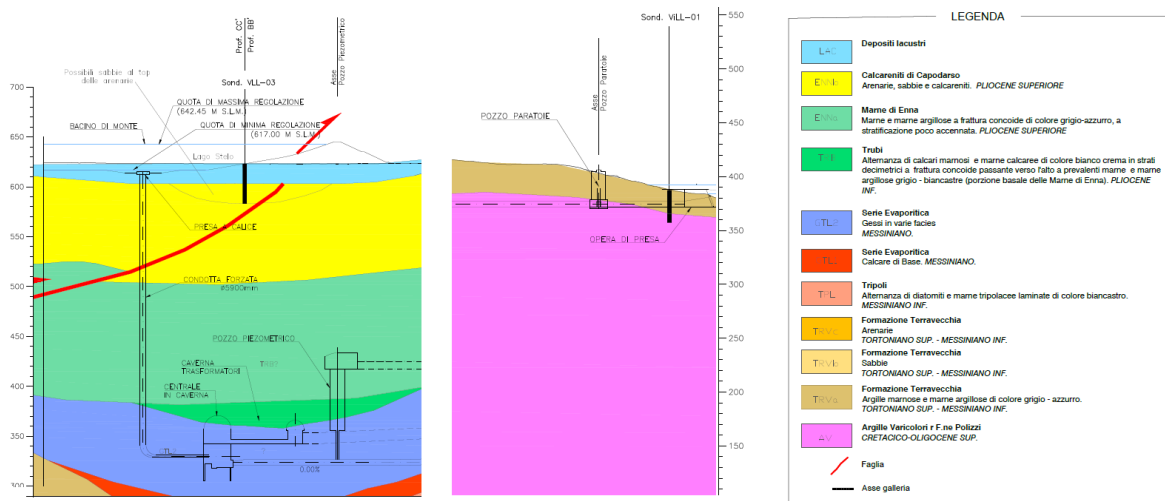 Possibili sabbie al top
delle arenarie
Prof. CC'
Prof. BB'
Asse
Pozzo Piezometrico
Sond. VLL-03
QUOTA DI MASSIMA REGOLAZIONE
(642.45 M S.L.M.)
BACINO DI MONTE
QUOTA DI MINIMA REGOLAZIONE
(617.00 M S.L.M.)
Lago Stelo
PRESA A CALICE
CONDOTTA FORZATA
Ø5900mm
POZZO PIEZOMETRICO
CAVERNA
TRASFORMATORI
CENTRALE
IN CAVERNA
0.00%
700
650
600
550
500
450
400
350
300
Sond. ViLL-01
Asse
Pozzo Paratoie
POZZO PARATOIE
OPERA DI PRESA
550
500
450
400
350
300
250
200
150
LEGENDA
LAC
Depositi lacustri
ENNb
Calcareniti di Capodarso
Arenarie, sabbie e calcareniti. PLIOCENE SUPERIORE
ENNa
Marne di Enna
Marne e marne argillose a frattura concoide di colore grigio-azzurro, a
stratificazione poco accennata. PLIOCENE SUPERIORE
Trubi
Alternanza di calcari marnosi e marne calcaree di colore bianco crema in strati
decimetrici a frattura concoide passante verso l'alto a prevalenti marne e marne
argillose grigio - biancastre (porzione basale delle Marne di Enna). PLIOCENE
INF.
GTL2
Serie Evaporitica
Gessi in varie facies
MESSINIANO.
Serie Evaporitica
Calcare di Base. MESSINIANO.
TPL
Tripoli
Alternanza di diatomiti e marne tripolacee laminate di colore biancastro.
MESSINIANO INF.
TRVc
Formazione Terravecchia
Arenarie
TORTONIANO SUP. - MESSINIANO INF.
TRVb
Formazione Terravecchia
Sabbie
TORTONIANO SUP. - MESSINIANO INF.
TRVa
Formazione Terravecchia
Argille marnose e marne argillose di colore grigio - azzurro.
TORTONIANO SUP. - MESSINIANO INF.
AV
Argille Varicolori r F.ne Polizzi
CRETACICO-OLIGOCENE SUP.
Faglia
Asse galleria